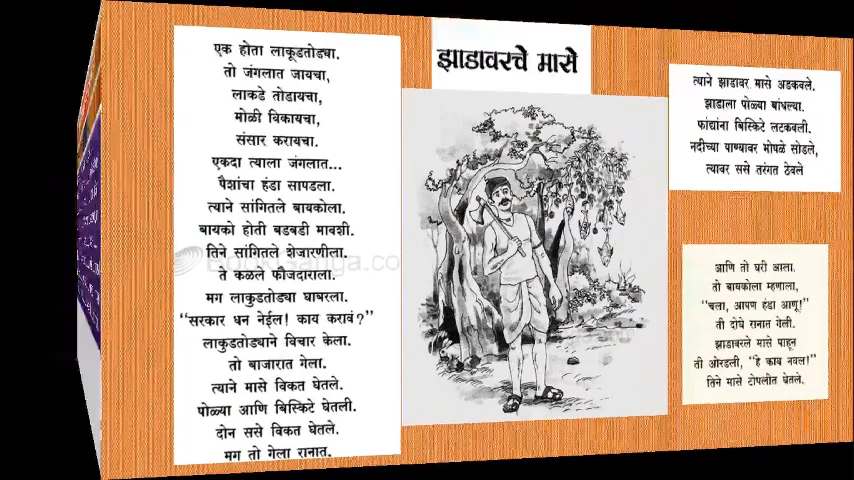 झाडावरचे मासे
एक होता लाकूडतोड्या.
तो जंगलात जायचा,
लाकडे तोडायचा,
मोळी विकायचा,
संसार करायचा.
एकदा त्याला जंगलात...
पैशांचा हंडा सापडला.
त्याने सांगितले बायकोला.
बायको होती बडबडी मावशी.
तिने सांगितले शेजारणीला.
ते कळले फौजदाराला.
मग लाकुडतोड्या घाबरला.
“सरकार धन नेईल! काय करावं?”
लाकुडतोड्याने विचार केला.
तो बाजारात गेला.
त्याने मासे विकत घेतले.
पोळ्या आणि बिस्किटे घेतली.
दोन ससे विकत घेतले.
मग तो गेला रानात.
त्याने झाडावर मासे अडकवले.
झाडाला पोळ्या बांधल्या.
फांद्यांना बिस्किटे लटकवली.
नदीच्या पाण्यावर भोपळे सोडले,
त्यावर ससे तरंगत ठेवले
आणि तो घरी आला.
तो बायकोला म्हणाला,
“चला, आपण हंडा आणू!”
ती दोघे रानात गेली.
झाडावरले मासे पाहून
ती ओरडली, “हे काय नवल!”
तिने मासे टोपलीत घेतले.